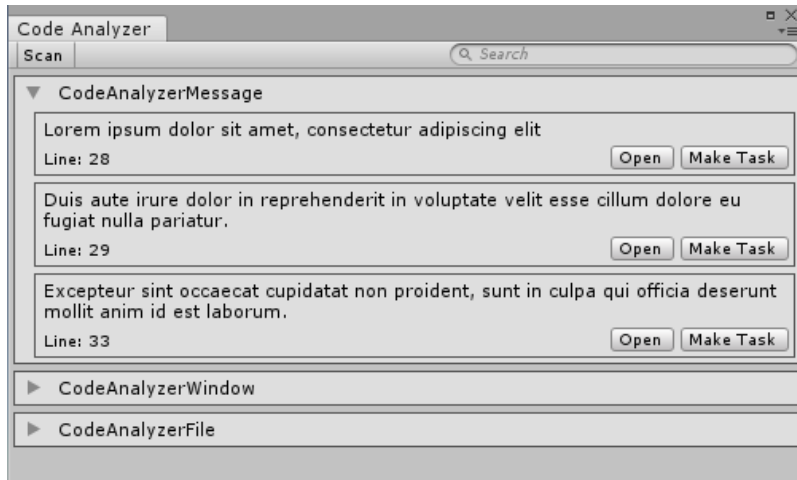 Code Analyzer
Scan
Search
CodeAnalyzerMessage
Lorem ipsum dolor sit amet, consectetur adipiscing elit
Line: 28 Open Make Task
Duis aute irure dolor in reprehenderit in voluptate velit esse cillum dolore eu
fugiat nulla pariatur.
Line: 29 Open Make Task
Excepteur sint occaecat cupidatat non proident, sunt in culpa qui officia deserunt
mollit anim id est laborum.
Line: 33 Open Make Task
CodeAnalyzerWindow
CodeAnalyzerFile